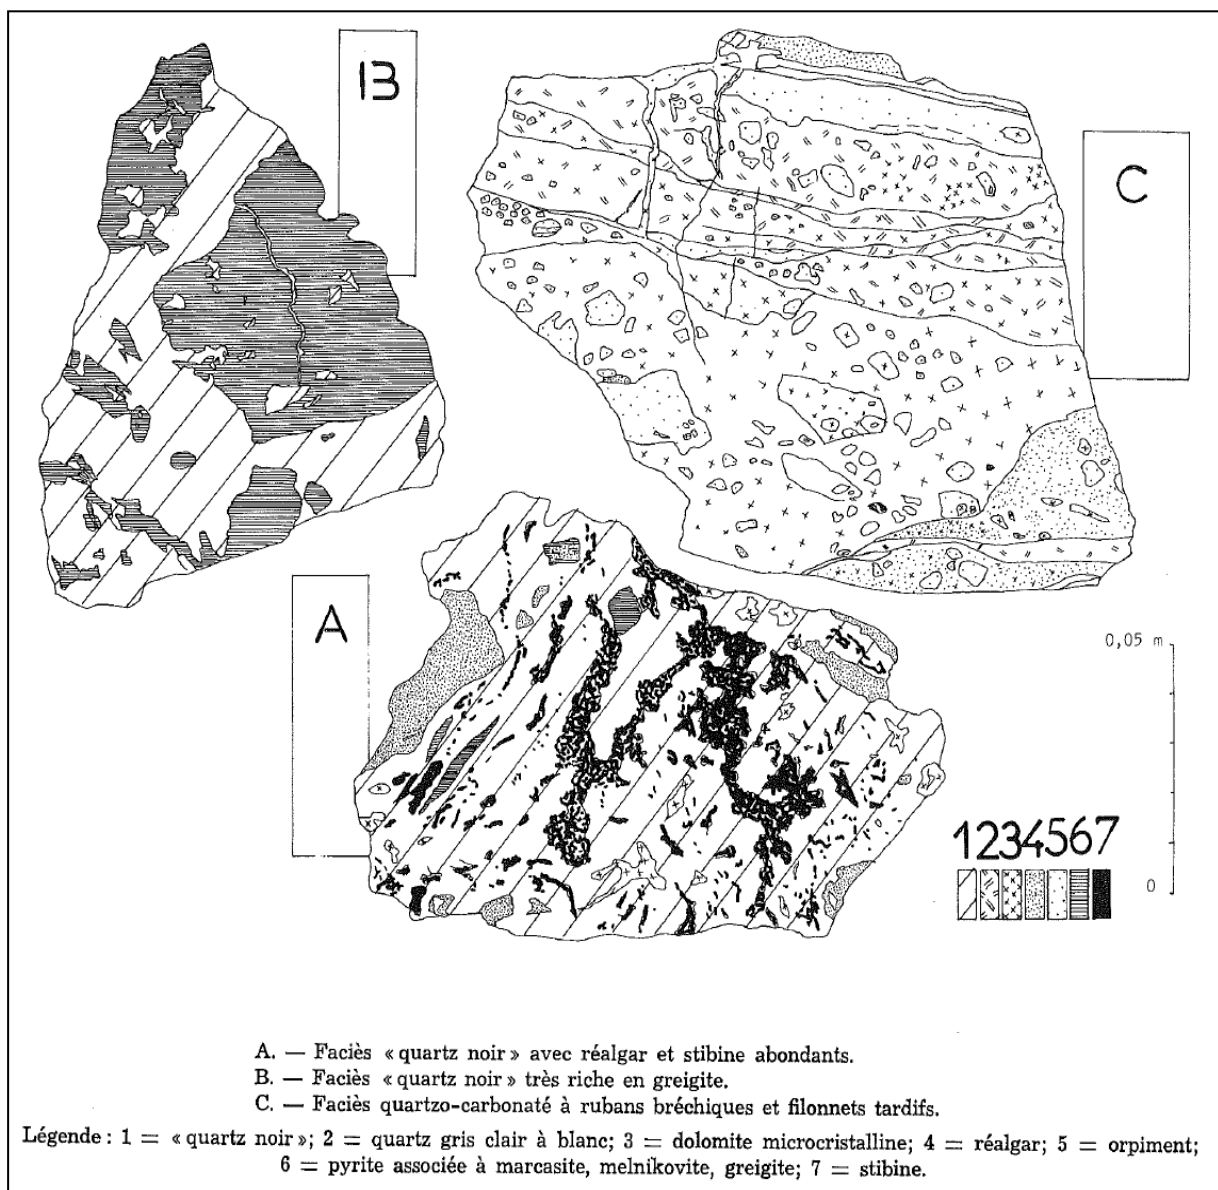 B
C
A
0,05 m
0
1234567
A. — Faciès « quartz noir » avec réalgar et stibine abondants.
B. — Faciès « quartz noir » très riche en greigite.
C. — Faciès quartzo-carbonaté à rubans bréchiques et filonnets tardifs.
Légende : 1 = « quartz noir »; 2 = quartz gris clair à blanc; 3 = dolomite microcristalline; 4 = réalgar; 5 = orpiment;
6 = pyrite associée à marcasite, melnikovite, greigite; 7 = stibine.